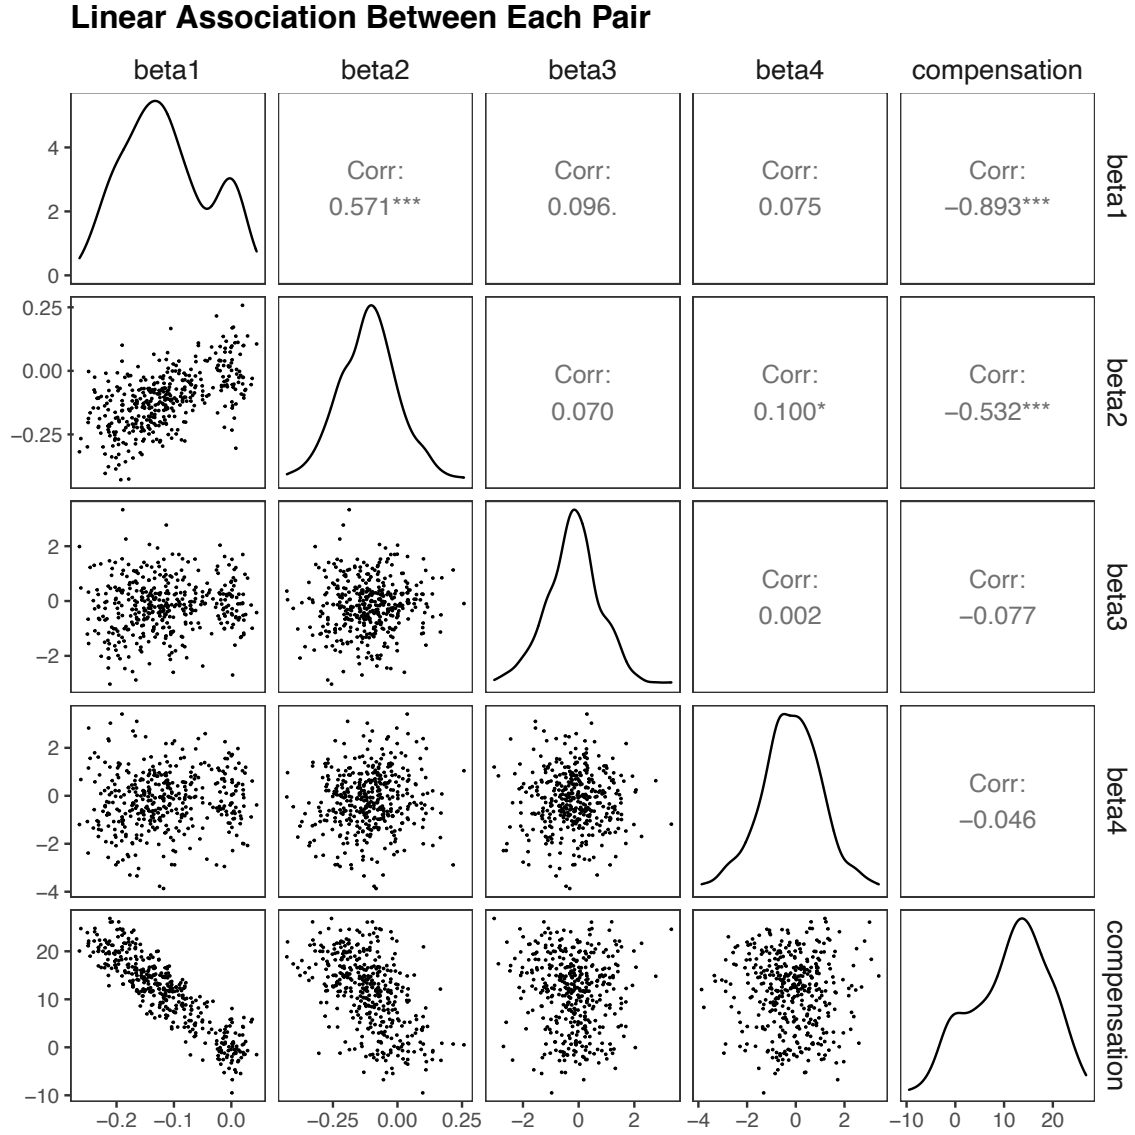 Linear Association Between Each Pair
beta1 beta2 beta3 beta4 compensation
4
2
0
Corr:
0.571***
Corr:
0.096.
Corr:
0.075
Corr:
−0.893***
beta1
0.25
0.00
−0.25
Corr:
0.070
Corr:
0.100*
Corr:
−0.532***
beta2
2
0
−2
Corr:
0.002
Corr:
−0.077
beta3
2
0
−2
−4
Corr:
−0.046
beta4
20
10
0
−10
compensation
−0.2 −0.1 0.0 −0.25 0.00 0.25 −2 0 2 −4 −2 0 2 −10 0 10 20